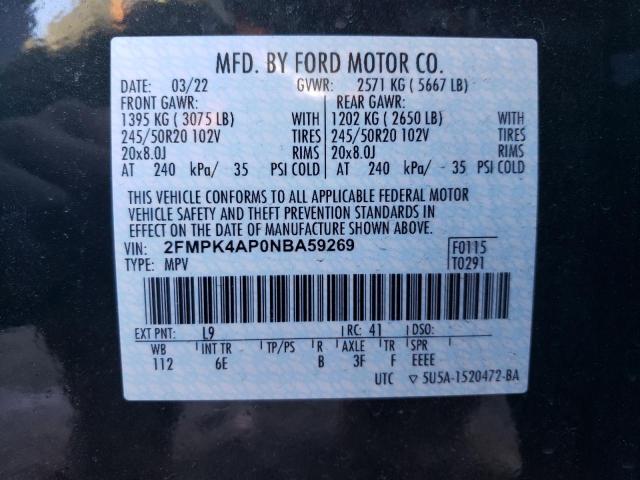 MFD. BY FORD MOTOR CO.
DATE: 03/22 GVWR: 2571 KG ( 5667 LB)
FRONT GAWR: REAR GAWR:
1395 KG ( 3075 LB) WITH 1202 KG ( 2650 LB) WITH
245/50R20 102V TIRES 245/50R20 102V TIRES
20x8.0J RIMS 20x8.0J RIMS
AT 240 kPa/ 35 PSI COLD AT 240 kPa/ 35 PSI COLD
THIS VEHICLE CONFORMS TO ALL APPLICABLE FEDERAL MOTOR
VEHICLE SAFETY AND THEFT PREVENTION STANDARDS IN
EFFECT ON THE DATE OF MANUFACTURE SHOWN ABOVE.
VIN: 2FMPK4AP0NBA59269 F0115
TYPE: MPV T0291
EXT PNT: L9 RC: 41 DSO:
WB INT TR TP/PS R AXLE TR SPR
112 6E B 3F F EEEE
UTC ▽ 5U5A-1520472-BA